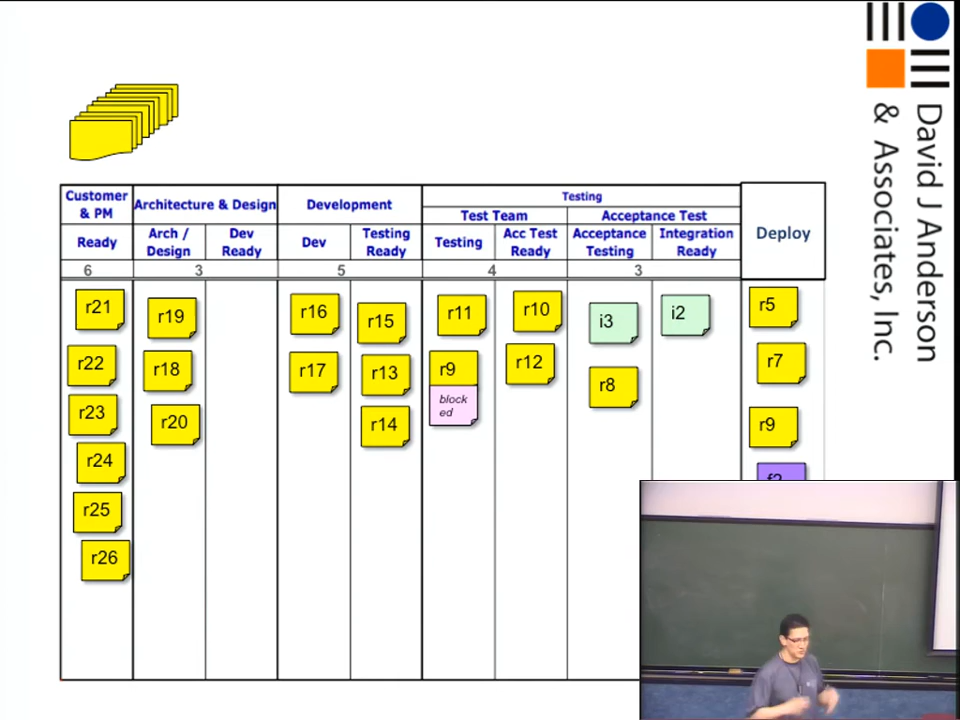 Customer
& PM
Architecture & Design
Development
Testing
Test Team
Acceptance Test
Deploy
Ready
Arch /
Design
Dev
Ready
Dev
Testing
Ready
Testing
Acc Test
Ready
Acceptance
Testing
Integration
Ready
6
3
5
4
3
r21
r22
r23
r24
r25
r26
r19
r18
r20
r16
r17
r15
r13
r14
r11
r9
block
ed
r10
r12
i3
r8
i2
r5
r7
r9
David J Anderson
& Associates, Inc.